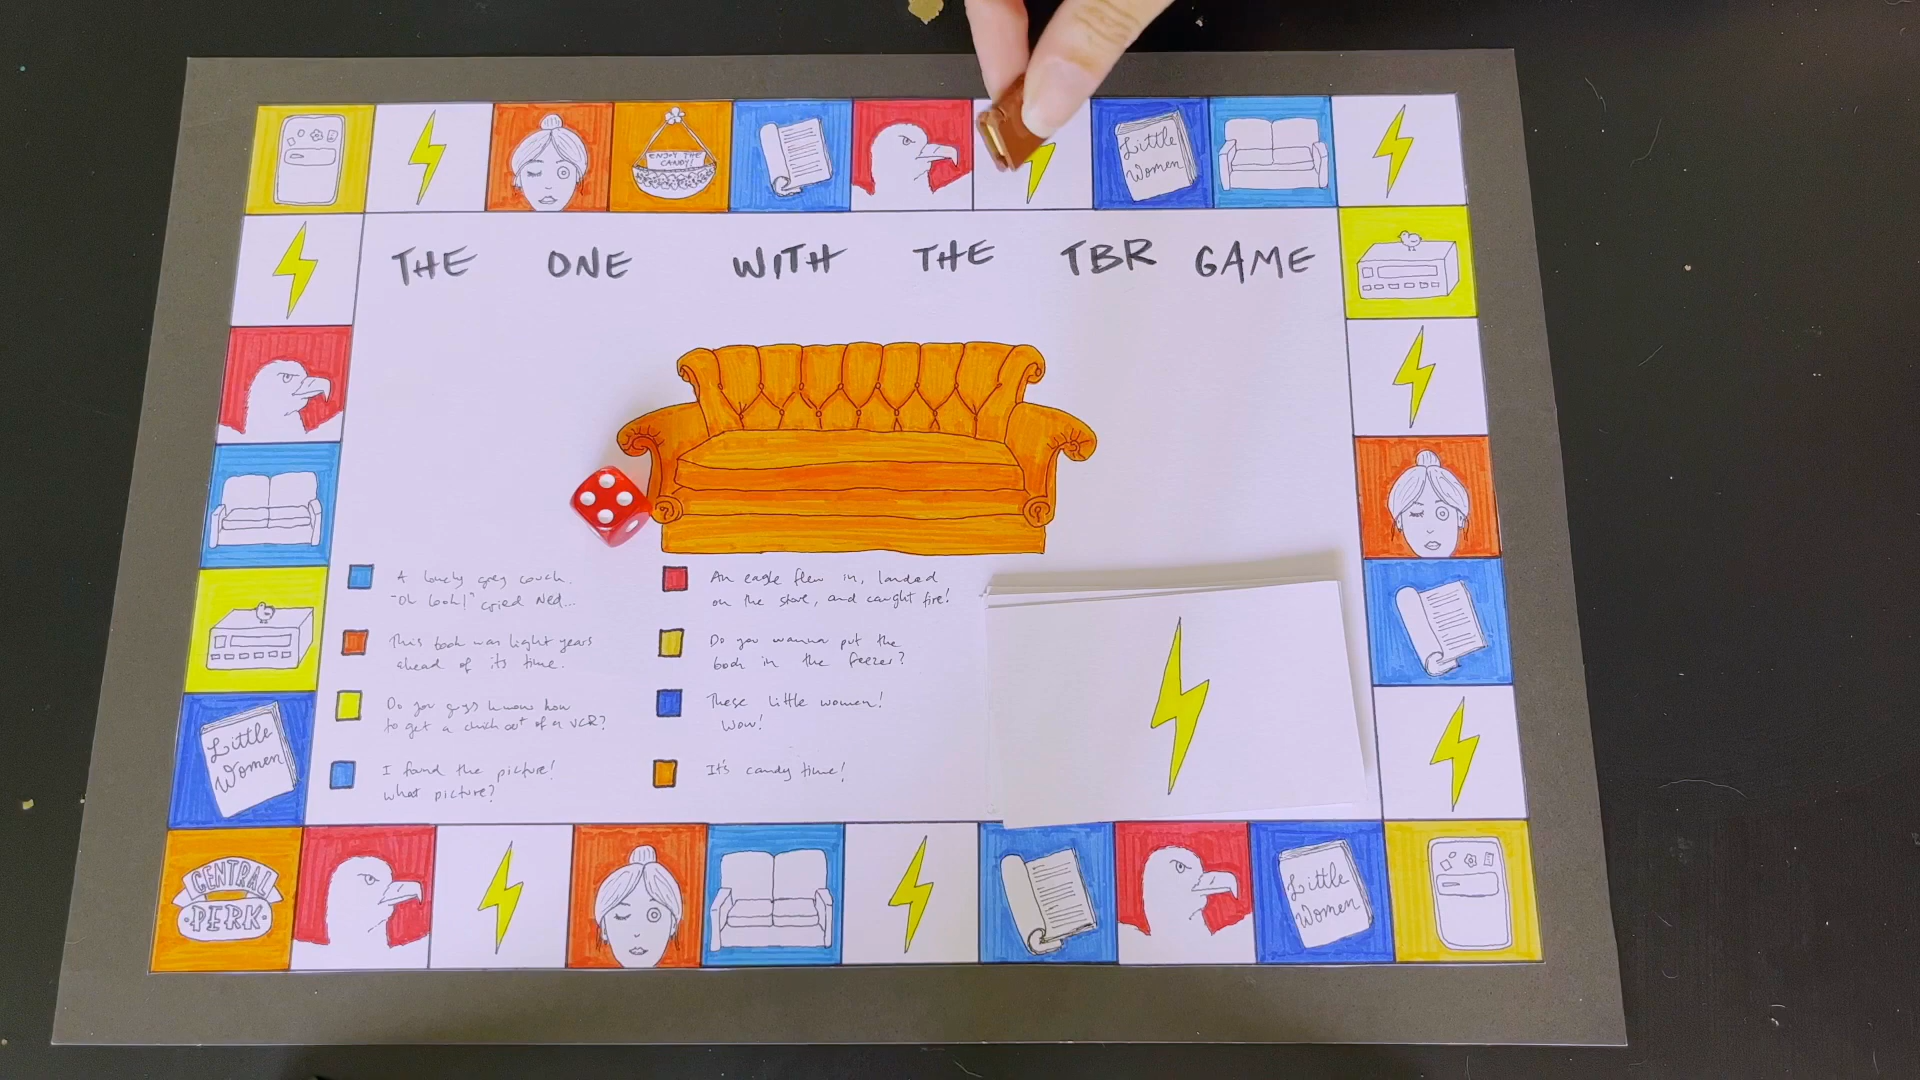 ENJOY THE
CANDY!
Little
Women
THE ONE WITH THE TBR GAME
A lonely grey couch.
"Oh look!" cried Ned...
This book was light years
ahead of its time.
Do you guys know how
to get a chick out of a VCR?
I found the picture!
What picture?
An eagle flew in, landed
on the stove, and caught fire!
Do you wanna put the
book in the freezer?
These little women!
Wow!
It's candy time!
Little
Women
CENTRAL
PERK
Little
Women